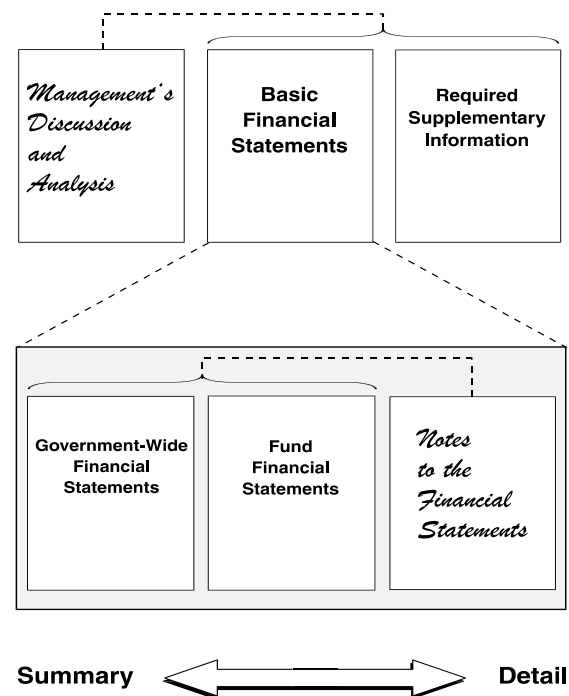 Management's
Discussion
and
Analysis
Basic
Financial
Statements
Required
Supplementary
Information
Government-Wide
Financial
Statements
Fund
Financial
Statements
Notes
to the
Financial
Statements
Summary
Detail